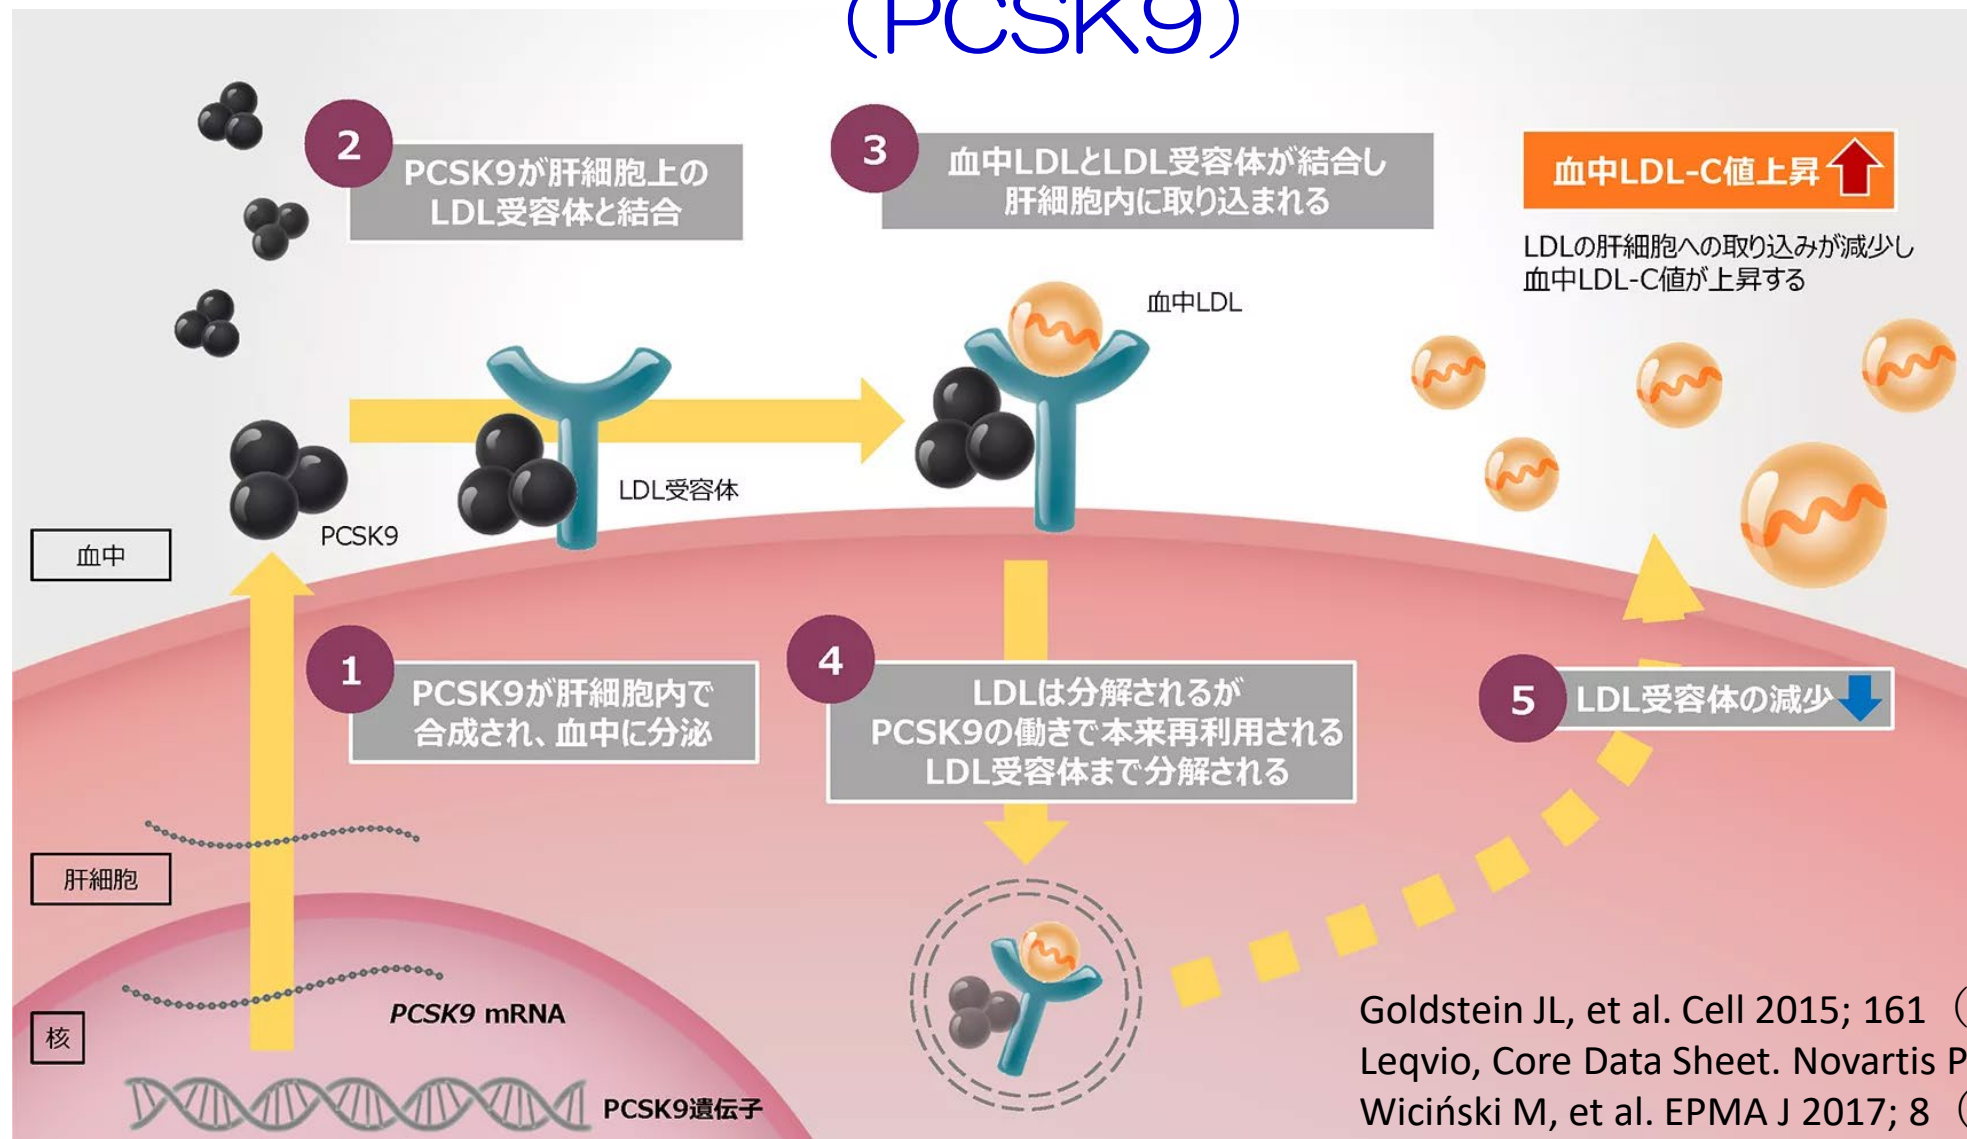 （PCSK9）
2
PCSK9が肝細胞上の
LDL受容体と結合
3
血中LDLとLDL受容体が結合し
肝細胞内に取り込まれる
血中LDL-C値上昇
LDLの肝細胞への取り込みが減少し
血中LDL-C値が上昇する
血中LDL
LDL受容体
PCSK9
血中
1
PCSK9が肝細胞内で
合成され、血中に分泌
4
LDLは分解されるが
PCSK9の働きで本来再利用される
LDL受容体まで分解される
5
LDL受容体の減少
肝細胞
PCSK9 mRNA
核
PCSK9遺伝子
Goldstein JL, et al. Cell 2015; 161（
Leqvio, Core Data Sheet. Novartis P
Wiciński M, et al. EPMA J 2017; 8（